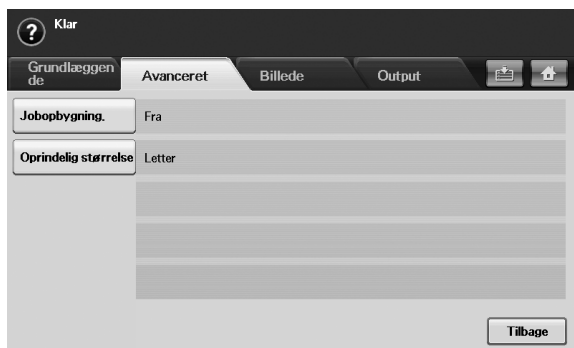 Klar
Grundlæggen
de
Avanceret
Billede
Output
Jobopbygning.
Fra
Oprindelig størrelse
Letter
Tilbage